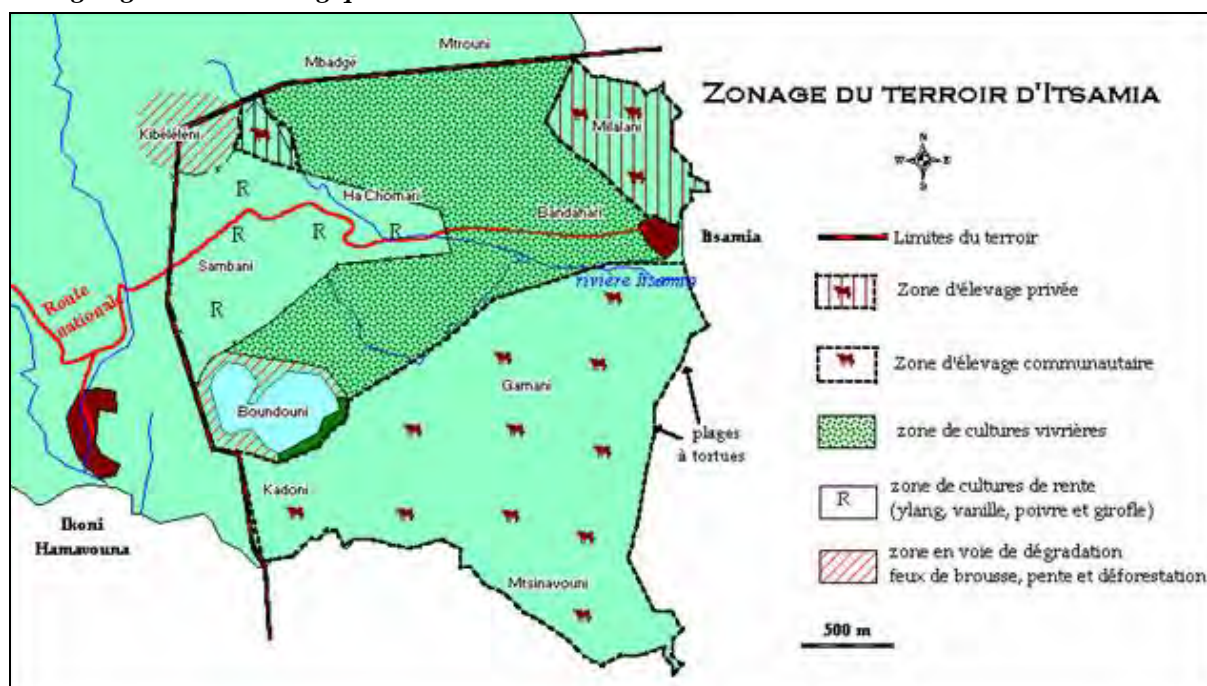 Mtrouni
Mbadgé
ZONAGE DU TERROIR D'ITSAMIA
Kibéléléni
Milalani
N
W E
S
R
Ha Chomari
R
R
R
Bandahari
Itsamia
Limites du terroir
Sambani
rivière Itsamia
Route
nationale
R
Zone d'élevage privée
Boundouni
Gamani
Zone d'élevage communautaire
plages
à tortues
zone de cultures vivrières
Kadoni
R
zone de cultures de rente
(ylang, vanille, poivre et girofle)
Ikoni
Hamavouna
Mtsinavouni
zone en voie de dégradation
feux de brousse, pente et déforestation
500 m